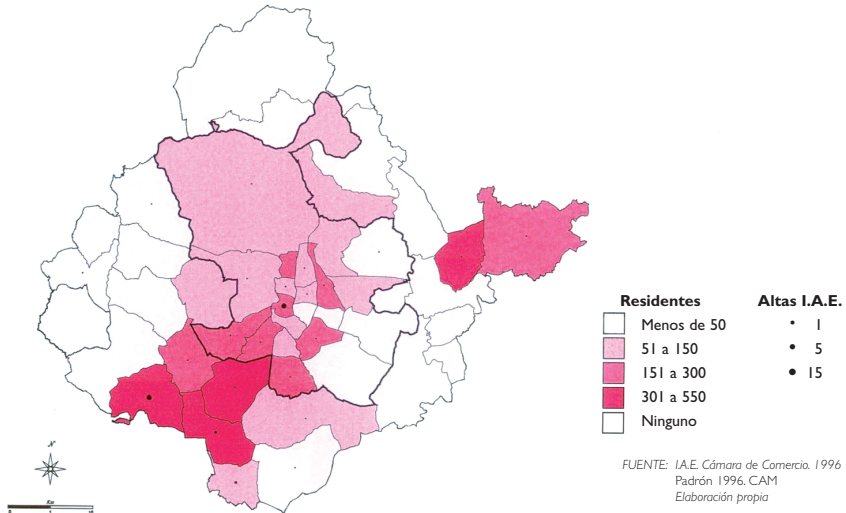 Residentes
Menos de 50
51 a 150
151 a 300
301 a 550
Ninguno
Altas I.A.E.
1
5
15
FUENTE: I.A.E. Cámara de Comercio. 1996
Padrón 1996. CAM
Elaboración propia
N
Km